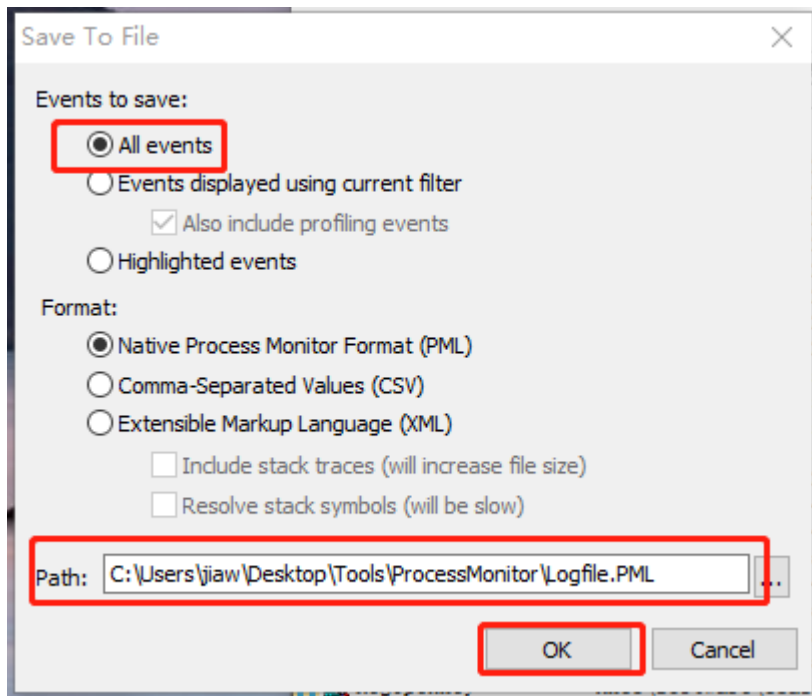 Save To File
Events to save:
All events
Events displayed using current filter
Also include profiling events
Highlighted events
Format:
Native Process Monitor Format (PML)
Comma-Separated Values (CSV)
Extensible Markup Language (XML)
Include stack traces (will increase file size)
Resolve stack symbols (will be slow)
Path: C:\Users\jiaw\Desktop\Tools\ProcessMonitor\Logfile.PML ...
OK Cancel